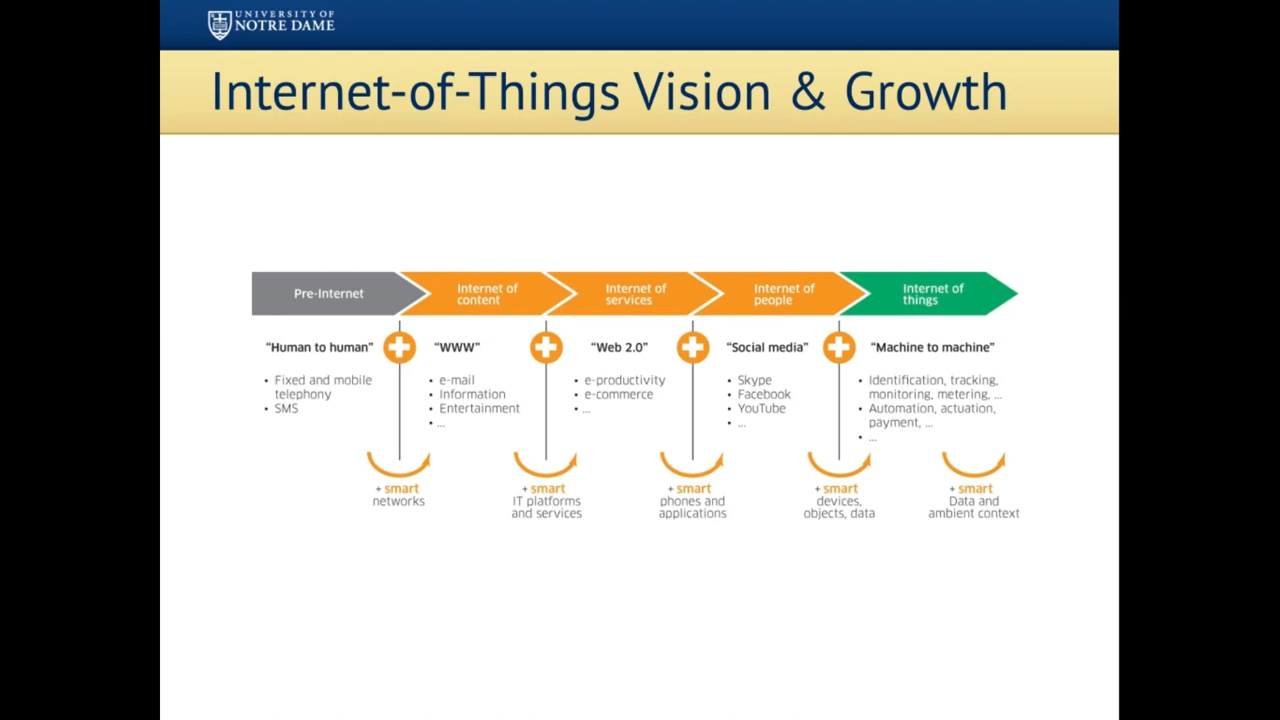 UNIVERSITY OF
NOTRE DAME
Internet-of-Things Vision & Growth
Pre-Internet
Internet of
content
Internet of
services
Internet of
people
Internet of
things
“Human to human”
• Fixed and mobile
telephony
• SMS
“WWW”
• e-mail
• Information
• Entertainment
• ...
“Web 2.0”
• e-productivity
• e-commerce
• ...
“Social media”
• Skype
• Facebook
• YouTube
• ...
“Machine to machine”
• Identification, tracking,
monitoring, metering, ...
• Automation, actuation,
payment, ...
• ...
+ smart
networks
+ smart
IT platforms
and services
+ smart
phones and
applications
+ smart
devices,
objects, data
+ smart
Data and
ambient context